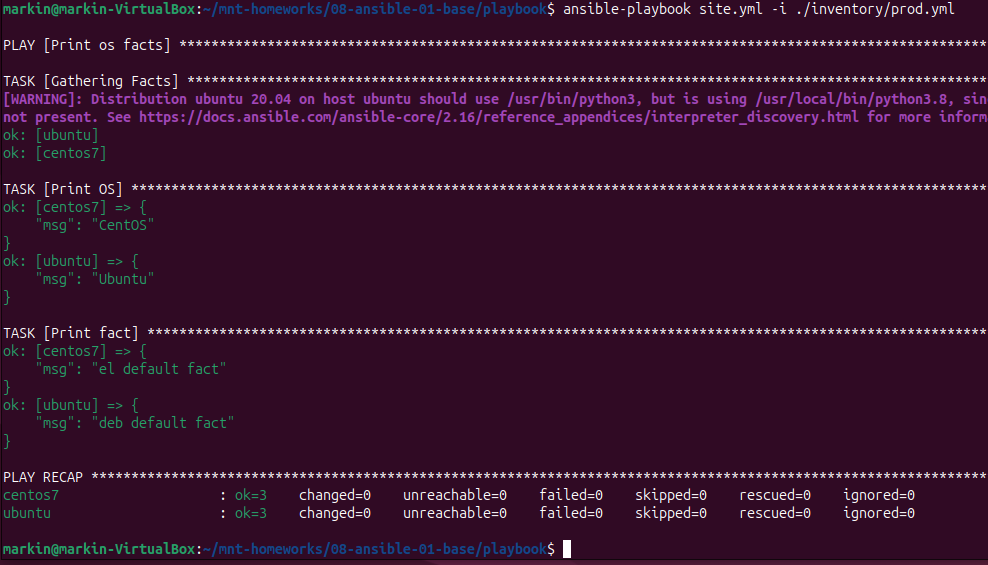 markin@markin-VirtualBox:~/mnt-homeworks/08-ansible-01-base/playbook$ ansible-playbook site.yml -i ./inventory/prod.yml
PLAY [Print os facts] ****************************************************************************************************
TASK [Gathering Facts] ***************************************************************************************************
[WARNING]: Distribution ubuntu 20.04 on host ubuntu should use /usr/bin/python3, but is using /usr/local/bin/python3.8, sin
not present. See https://docs.ansible.com/ansible-core/2.16/reference_appendices/interpreter_discovery.html for more inform
ok: [ubuntu]
ok: [centos7]
TASK [Print OS] **********************************************************************************************************
ok: [centos7] => {
    "msg": "CentOS"
}
ok: [ubuntu] => {
    "msg": "Ubuntu"
}
TASK [Print fact] ********************************************************************************************************
ok: [centos7] => {
    "msg": "el default fact"
}
ok: [ubuntu] => {
    "msg": "deb default fact"
}
PLAY RECAP ***************************************************************************************************************
centos7                    : ok=3    changed=0    unreachable=0    failed=0    skipped=0    rescued=0    ignored=0
ubuntu                     : ok=3    changed=0    unreachable=0    failed=0    skipped=0    rescued=0    ignored=0
markin@markin-VirtualBox:~/mnt-homeworks/08-ansible-01-base/playbook$